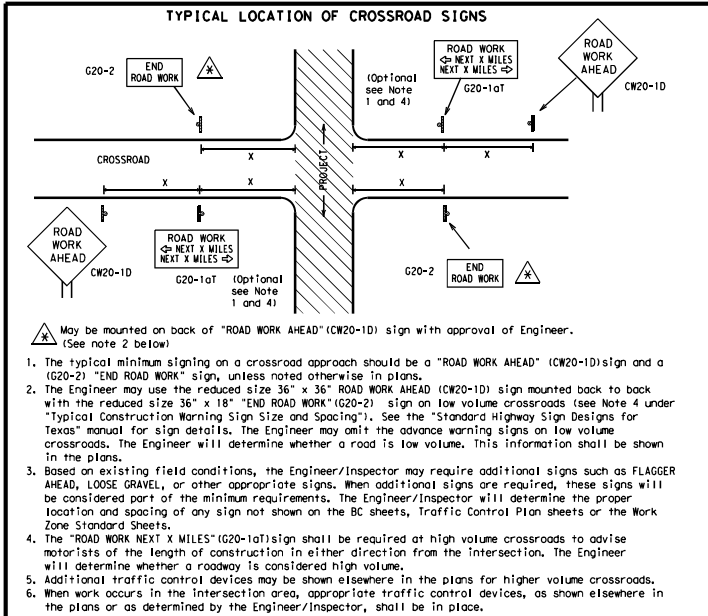 TYPICAL LOCATION OF CROSSROAD SIGNS
G20-2
END
ROAD WORK
*
(Optional
see Note
1 and 4)
ROAD WORK
⇦ NEXT X MILES
NEXT X MILES ⇨
G20-1aT
ROAD
WORK
AHEAD
CW20-1D
CROSSROAD
X
X
X
PROJECT
X
X
X
ROAD
WORK
AHEAD
CW20-1D
ROAD WORK
⇦ NEXT X MILES
NEXT X MILES ⇨
G20-1aT
(Optional
see Note
1 and 4)
G20-2
END
ROAD WORK
*
* May be mounted on back of "ROAD WORK AHEAD"(CW20-1D) sign with approval of Engineer.
(See note 2 below)
1. The typical minimum signing on a crossroad approach should be a "ROAD WORK AHEAD" (CW20-1D)sign and a
(G20-2) "END ROAD WORK" sign, unless noted otherwise in plans.
2. The Engineer may use the reduced size 36" x 36" ROAD WORK AHEAD (CW20-1D) sign mounted back to back
with the reduced size 36" x 18" "END ROAD WORK"(G20-2) sign on low volume crossroads (see Note 4 under
"Typical Construction Warning Sign Size and Spacing"). See the "Standard Highway Sign Designs for
Texas" manual for sign details. The Engineer may omit the advance warning signs on low volume
crossroads. The Engineer will determine whether a road is low volume. This information shall be shown
in the plans.
3. Based on existing field conditions, the Engineer/Inspector may require additional signs such as FLAGGER
AHEAD, LOOSE GRAVEL, or other appropriate signs. When additional signs are required, these signs will
be considered part of the minimum requirements. The Engineer/Inspector will determine the proper
location and spacing of any sign not shown on the BC sheets, Traffic Control Plan sheets or the Work
Zone Standard Sheets.
4. The "ROAD WORK NEXT X MILES"(G20-1aT)sign shall be required at high volume crossroads to advise
motorists of the length of construction in either direction from the intersection. The Engineer
will determine whether a roadway is considered high volume.
5. Additional traffic control devices may be shown elsewhere in the plans for higher volume crossroads.
6. When work occurs in the intersection area, appropriate traffic control devices, as shown elsewhere in
the plans or as determined by the Engineer/Inspector, shall be in place.